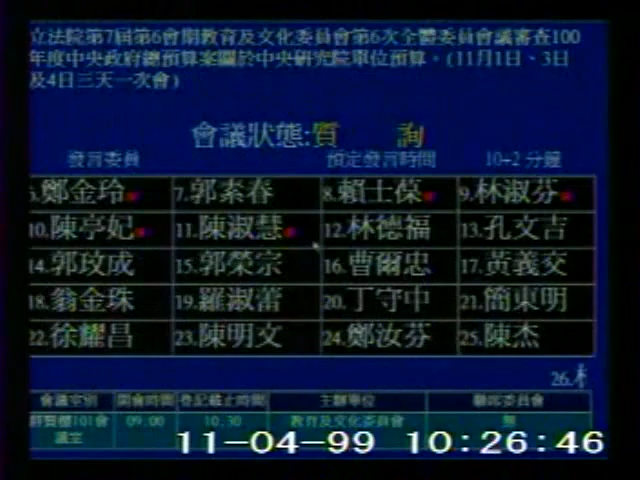 立法院第7屆第6會期教育及文化委員會第6次全體委員會議審查100
年度中央政府總預算案關於中央研究院單位預算。(11月1日、3日
及4日三天一次會)
會議狀態:質 詢
發言委員 預定發言時間 10+2 分鐘
鄭金玲 7.郭素春 8.賴士葆 9.林淑芬
10.陳亭妃 11.陳淑慧 12.林德福 13.孔文吉
14.郭玟成 15.郭榮宗 16.曹爾忠 17.黃義交
18.翁金珠 19.羅淑蕾 20.丁守中 21.簡東明
22.徐耀昌 23.陳明文 24.鄭汝芬 25.陳杰
26.
會議室別 開會時間 登記截止時間 主辦單位 聯席委員會
群賢樓101會 09.00 10.30 教育及文化委員會 無
議室
11-04-99 10:26:46